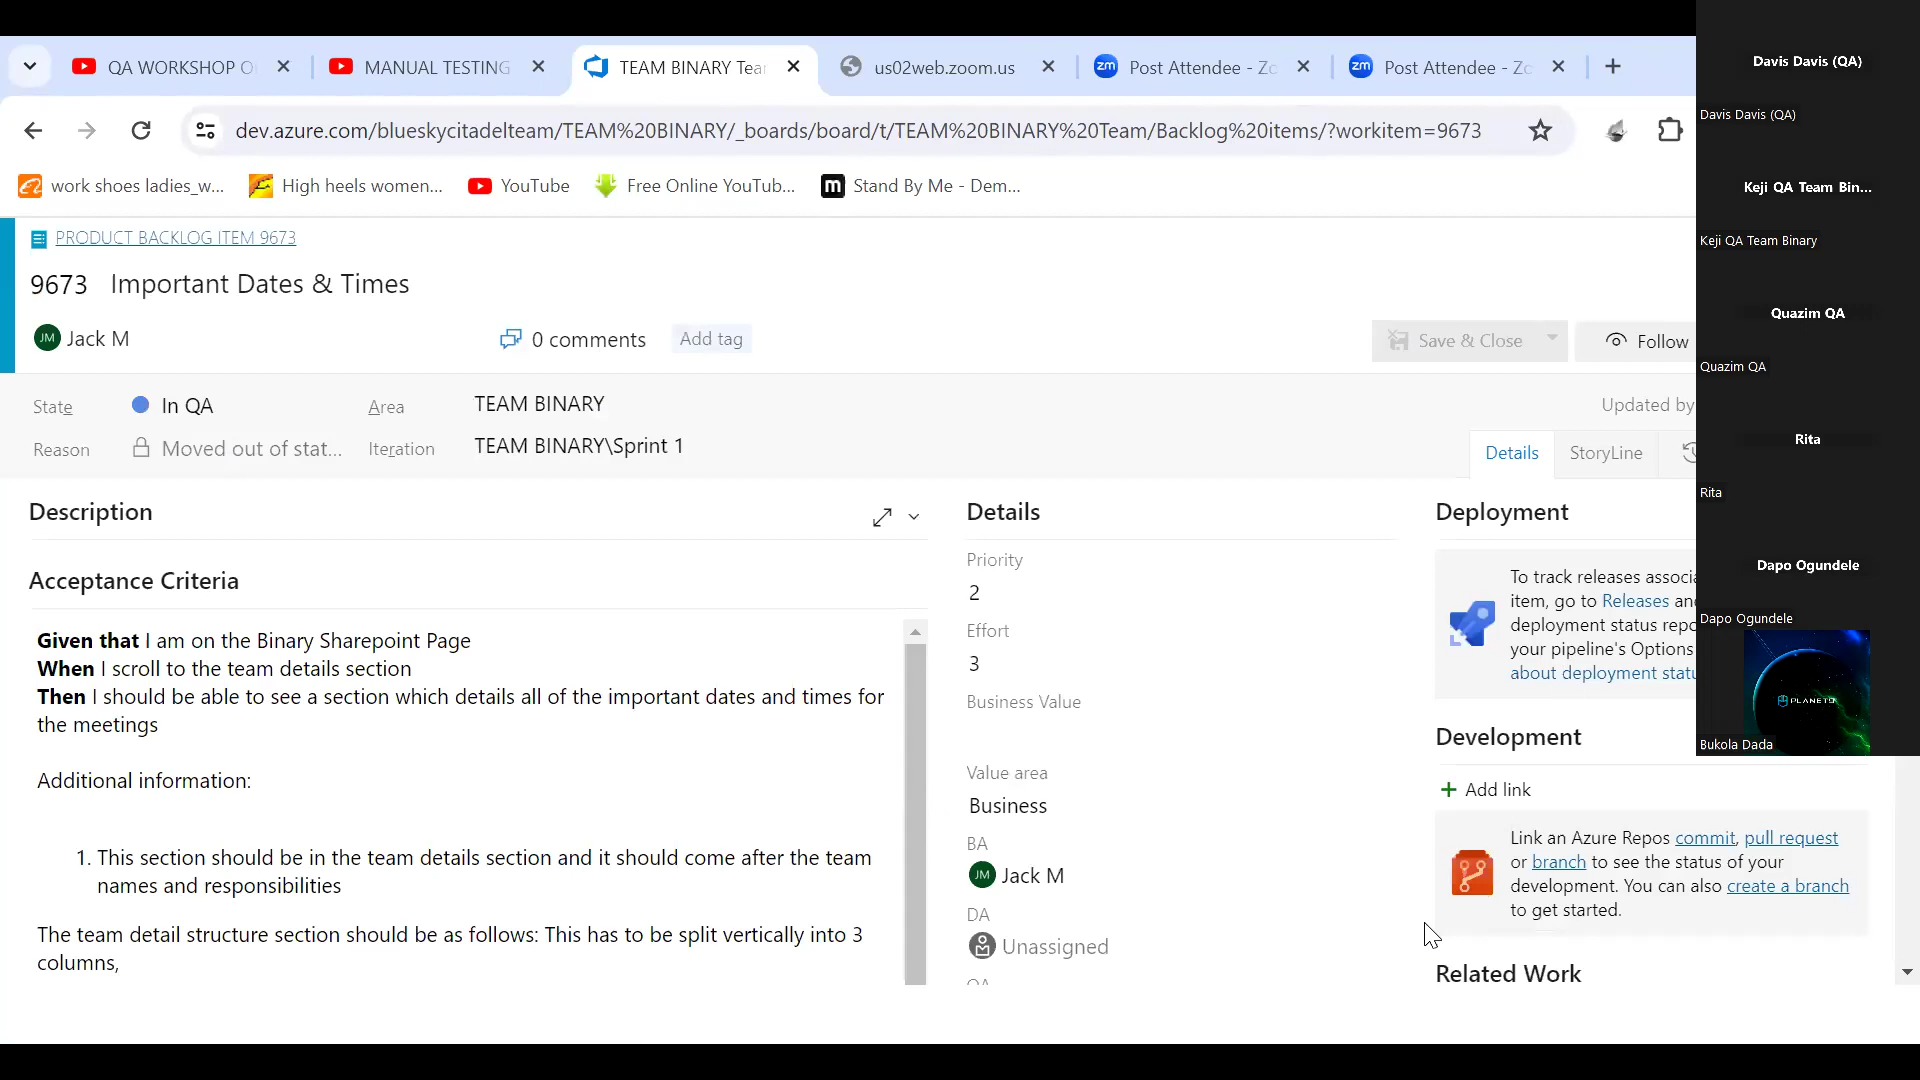 QA WORKSHOP O
MANUAL TESTING
TEAM BINARY Tea
us02web.zoom.us
zm Post Attendee - Zo
zm Post Attendee - Zo
dev.azure.com/blueskycitadelteam/TEAM%20BINARY/_boards/board/t/TEAM%20BINARY%20Team/Backlog%20items/?workitem=9673
work shoes ladies_w...
High heels women...
YouTube
Free Online YouTub...
m Stand By Me - Dem...
PRODUCT BACKLOG ITEM 9673
9673 Important Dates & Times
JM Jack M
0 comments
Add tag
Save & Close
Follow
State
In QA
Area
TEAM BINARY
Updated by
Reason
Moved out of stat...
Iteration
TEAM BINARY\Sprint 1
Details
StoryLine
Description
Acceptance Criteria
Given that I am on the Binary Sharepoint Page
When I scroll to the team details section
Then I should be able to see a section which details all of the important dates and times for
the meetings
Additional information:
1. This section should be in the team details section and it should come after the team
names and responsibilities
The team detail structure section should be as follows: This has to be split vertically into 3
columns,
Details
Priority
2
Effort
3
Business Value
Value area
Business
BA
JM Jack M
DA
Unassigned
Deployment
To track releases associa
item, go to Releases and
deployment status repo
your pipeline's Options
about deployment statu
Development
Add link
Link an Azure Repos commit, pull request
or branch to see the status of your
development. You can also create a branch
to get started.
Related Work
Davis Davis (QA)
Davis Davis (QA)
Keji QA Team Bin...
Keji QA Team Binary
Quazim QA
Quazim QA
Rita
Rita
Dapo Ogundele
Dapo Ogundele
PLANETQ
Bukola Dada